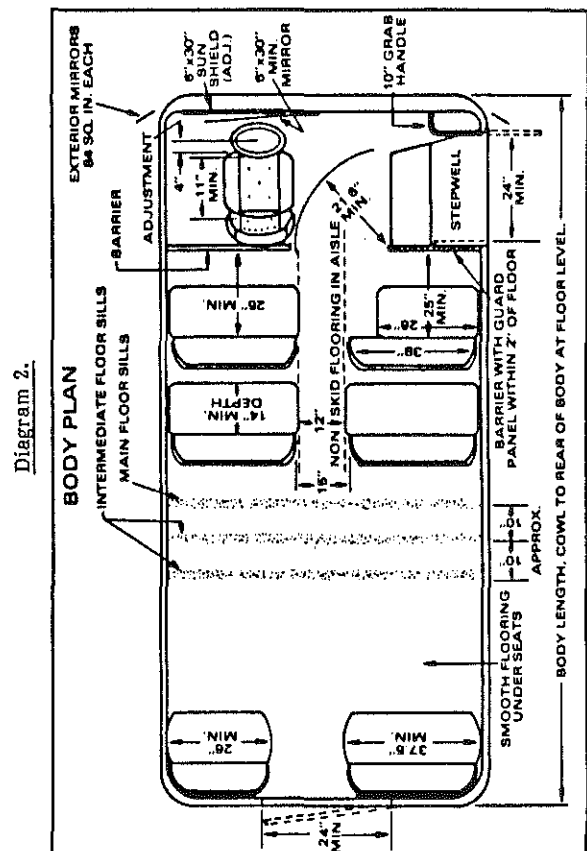 Diagram 2.
BODY PLAN
INTERMEDIATE FLOOR SILLS
MAIN FLOOR SILLS
BARRIER
ADJUSTMENT
EXTERIOR MIRRORS
84 SQ. IN. EACH
4"
11"
MIN.
6"x30"
SUN
SHIELD
(ADJ.)
6"x30"
MIN.
MIRROR
10" GRAB
HANDLE
26" MIN.
14" MIN.
DEPTH
NON SKID FLOORING IN AISLE
12"
15"
21.6"
MIN.
STEPWELL
24"
MIN.
25"
MIN.
26"
39"
26"
MIN.
37.5"
MIN.
24"
MIN
10"
10"
APPROX.
SMOOTH FLOORING
UNDER SEATS
BARRIER WITH GUARD
PANEL WITHIN 2" OF FLOOR
BODY LENGTH, COWL TO REAR OF BODY AT FLOOR LEVEL.